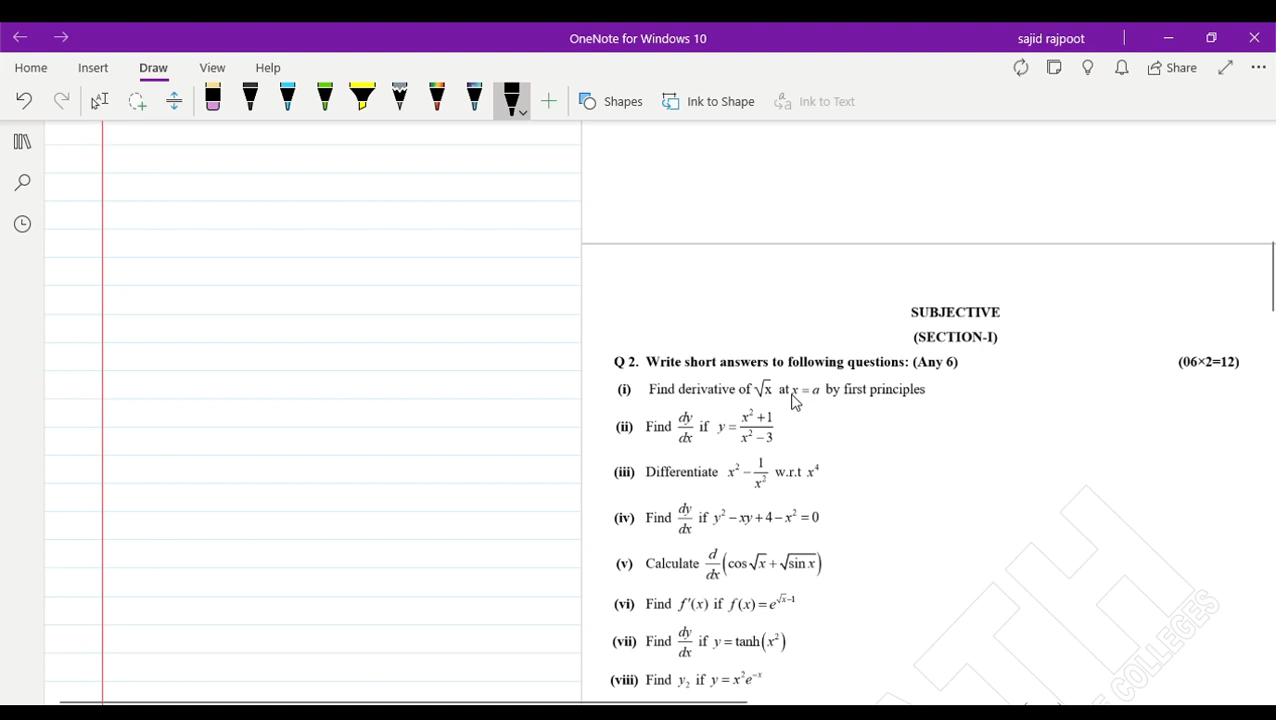 OneNote for Windows 10
sajid rajpoot
Home Insert Draw View Help
Share
Shapes Ink to Shape Ink to Text
SUBJECTIVE
(SECTION-I)
Q 2. Write short answers to following questions: (Any 6) (06×2=12)
(i) Find derivative of √x at x = a by first principles
(ii) Find dy/dx if y = (x² + 1)/(x² − 3)
(iii) Differentiate x² − 1/x² w.r.t x⁴
(iv) Find dy/dx if y² − xy + 4 − x² = 0
(v) Calculate d/dx (cos √x + √sin x)
(vi) Find f′(x) if f(x) = e^(√x−1)
(vii) Find dy/dx if y = tanh(x²)
(viii) Find y₂ if y = x²e^(−x)
COLLEGES